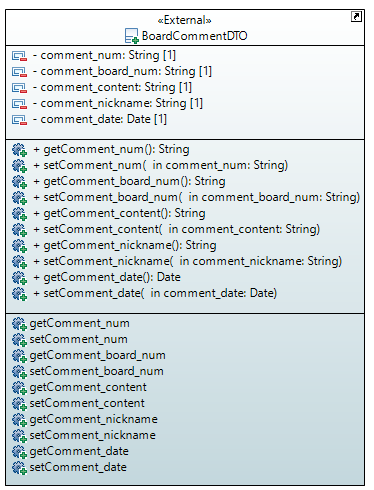 «External»
BoardCommentDTO
- comment_num: String [1]
- comment_board_num: String [1]
- comment_content: String [1]
- comment_nickname: String [1]
- comment_date: Date [1]
+ getComment_num(): String
+ setComment_num( in comment_num: String)
+ getComment_board_num(): String
+ setComment_board_num( in comment_board_num: String)
+ getComment_content(): String
+ setComment_content( in comment_content: String)
+ getComment_nickname(): String
+ setComment_nickname( in comment_nickname: String)
+ getComment_date(): Date
+ setComment_date( in comment_date: Date)
getComment_num
setComment_num
getComment_board_num
setComment_board_num
getComment_content
setComment_content
getComment_nickname
setComment_nickname
getComment_date
setComment_date